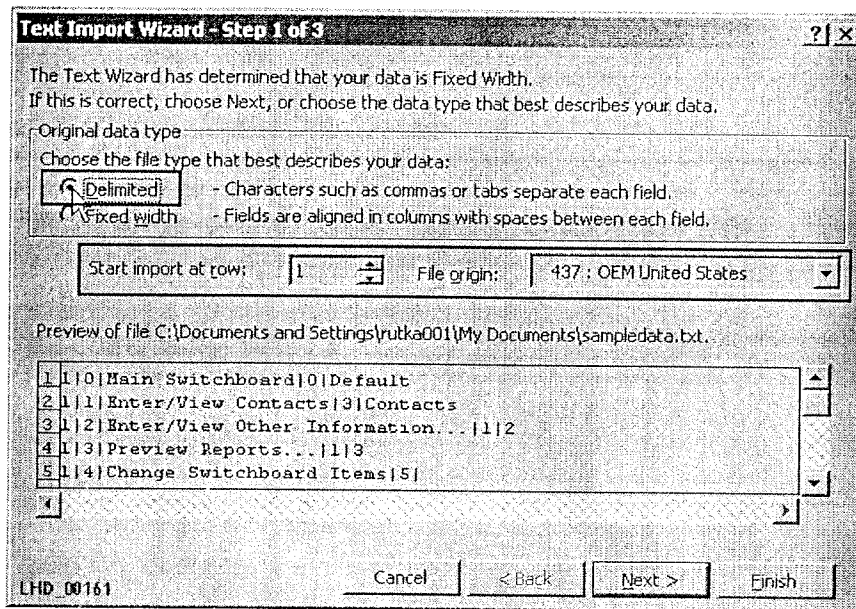 Text Import Wizard - Step 1 of 3
The Text Wizard has determined that your data is Fixed Width.
If this is correct, choose Next, or choose the data type that best describes your data.
Original data type
Choose the file type that best describes your data:
Delimited - Characters such as commas or tabs separate each field.
Fixed width - Fields are aligned in columns with spaces between each field.
Start import at row: 1 File origin: 437 : OEM United States
Preview of file C:\Documents and Settings\rutka001\My Documents\sampledata.txt.
1 1|0|Main Switchboard|0|Default
2 1|1|Enter/View Contacts|3|Contacts
3 1|2|Enter/View Other Information...|1|2
4 1|3|Preview Reports...|1|3
5 1|4|Change Switchboard Items|5|
LHD_00161 Cancel < Back Next > Finish